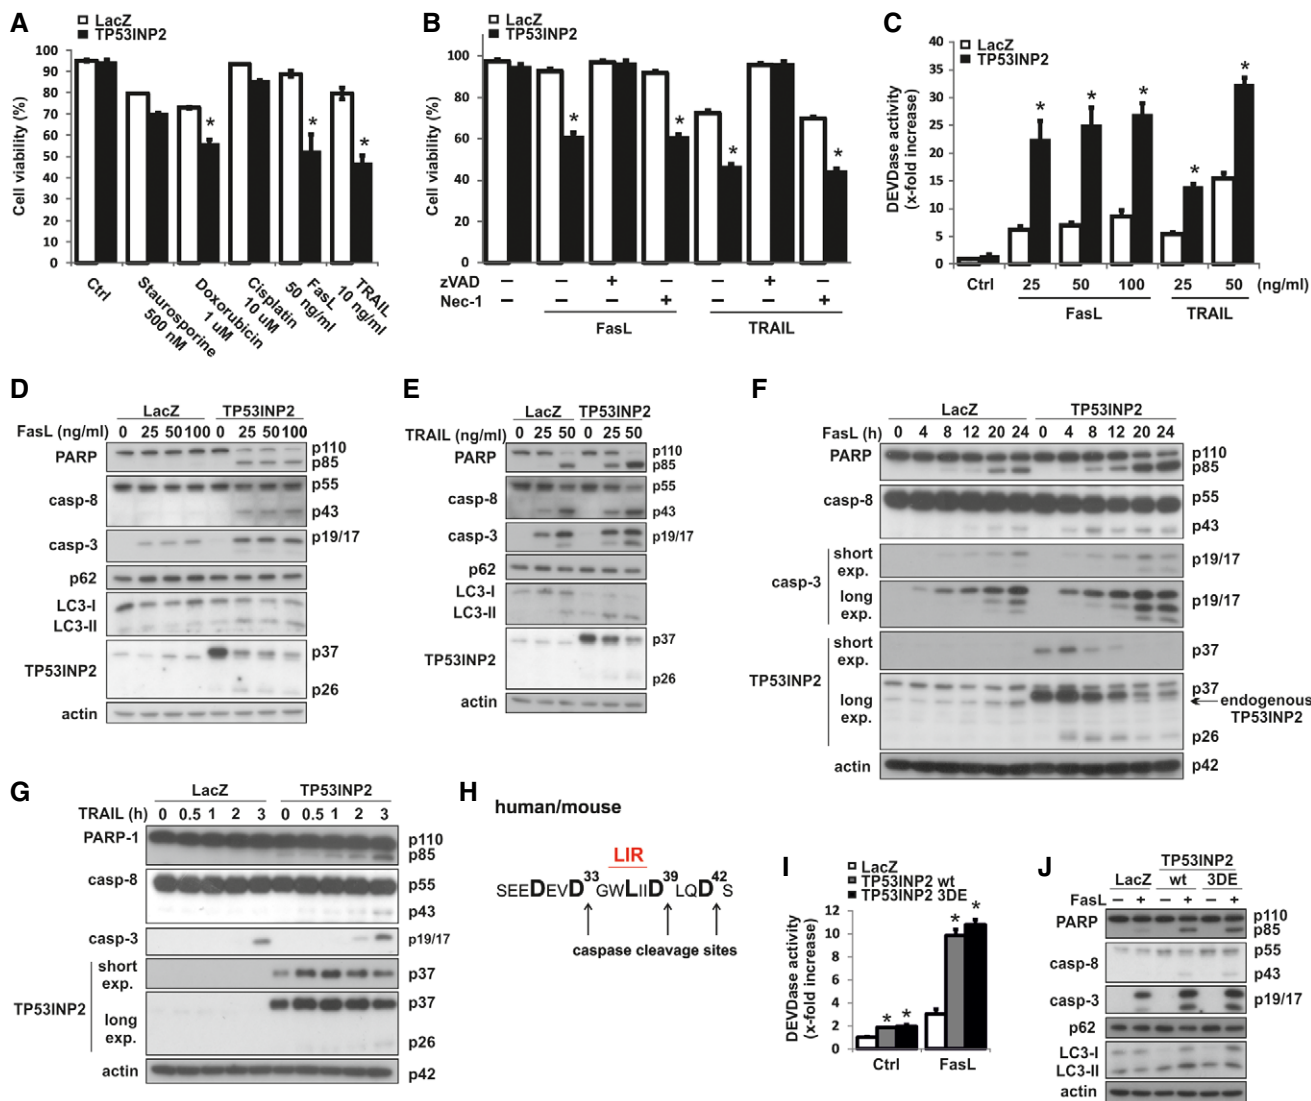 A
LacZ
TP53INP2
Cell viability (%)
100
90
80
70
60
50
40
30
20
10
0
* * *
Ctrl
Staurosporine
500 nM
Doxorubicin
1 uM
Cisplatin
10 uM
FasL
50 ng/ml
TRAIL
10 ng/ml
B
LacZ
TP53INP2
Cell viability (%)
100
80
60
40
20
0
* * * *
zVAD – – + – – + –
Nec-1 – – – + – – +
FasL TRAIL
C
LacZ
TP53INP2
DEVDase activity
(x-fold increase)
40
35
30
25
20
15
10
5
0
* * * * *
Ctrl 25 50 100 25 50 (ng/ml)
FasL TRAIL
D
LacZ TP53INP2
FasL (ng/ml) 0 25 50 100 0 25 50 100
PARP p110
p85
casp-8 p55
p43
casp-3 p19/17
p62
LC3-I
LC3-II
TP53INP2 p37
p26
actin
E
LacZ TP53INP2
TRAIL (ng/ml) 0 25 50 0 25 50
PARP p110
p85
casp-8 p55
p43
casp-3 p19/17
p62
LC3-I
LC3-II
TP53INP2 p37
p26
actin
F
LacZ TP53INP2
FasL (h) 0 4 8 12 20 24 0 4 8 12 20 24
PARP p110
p85
casp-8 p55
p43
casp-3
short exp. p19/17
long exp. p19/17
TP53INP2
short exp. p37
long exp. p37
endogenous
TP53INP2
p26
actin p42
G
LacZ TP53INP2
TRAIL (h) 0 0.5 1 2 3 0 0.5 1 2 3
PARP-1 p110
p85
casp-8 p55
p43
casp-3 p19/17
TP53INP2
short exp. p37
long exp. p37
p26
actin p42
H
human/mouse
LIR
SEEDEVD33GWLIID39LQD42S
caspase cleavage sites
I
LacZ
TP53INP2 wt
TP53INP2 3DE
DEVDase activity
(x-fold increase)
12
10
8
6
4
2
0
* * * *
Ctrl FasL
J
TP53INP2
LacZ wt 3DE
FasL – + – + – +
PARP p110
p85
casp-8 p55
p43
casp-3 p19/17
p62
LC3-I
LC3-II
actin